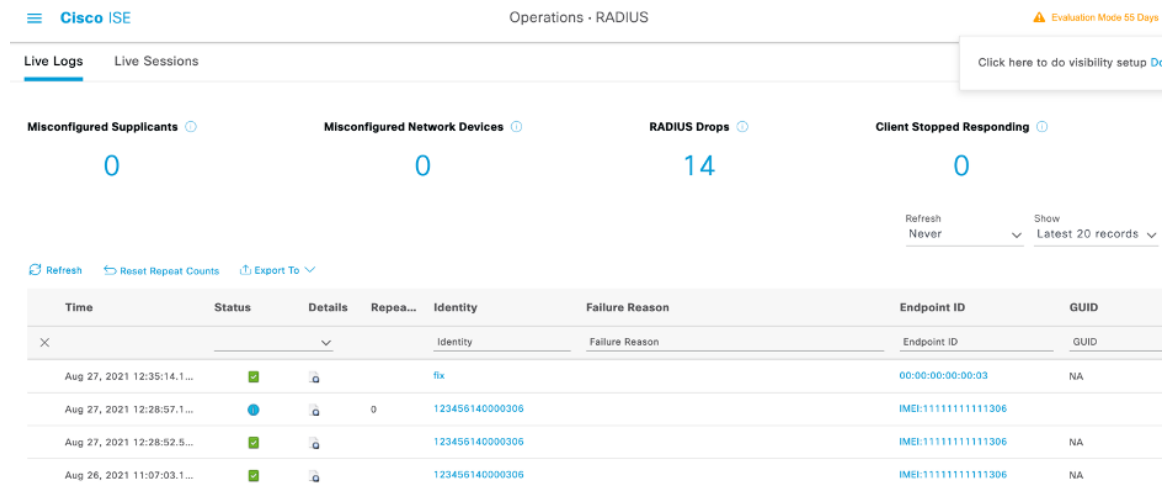 Cisco ISE
Operations · RADIUS
Evaluation Mode 55 Days
Live Logs Live Sessions
Click here to do visibility setup Do
Misconfigured Supplicants Misconfigured Network Devices RADIUS Drops Client Stopped Responding
0 0 14 0
Refresh Show
Never Latest 20 records
Refresh Reset Repeat Counts Export To
Time Status Details Repea... Identity Failure Reason Endpoint ID GUID
Identity Failure Reason Endpoint ID GUID
Aug 27, 2021 12:35:14.1... fix 00:00:00:00:00:03 NA
Aug 27, 2021 12:28:57.1... 0 123456140000306 IMEI:11111111111306
Aug 27, 2021 12:28:52.5... 123456140000306 IMEI:11111111111306 NA
Aug 26, 2021 11:07:03.1... 123456140000306 IMEI:11111111111306 NA